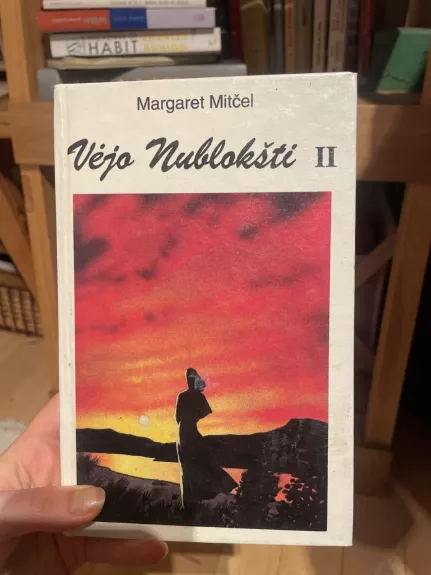 HABIT
Margaret Mitčel
Vėjo Nublokšti II